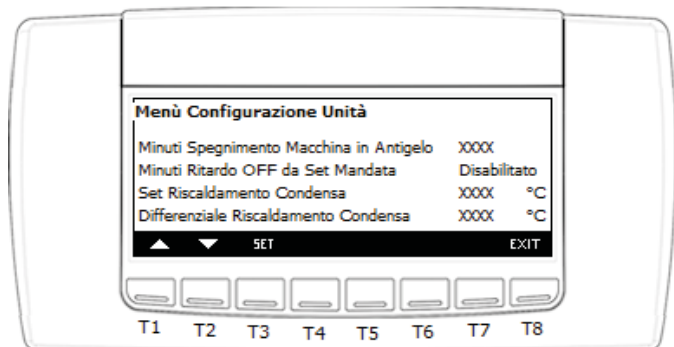 Menù Configurazione Unità
Minuti Spegnimento Macchina in Antigelo XXXX
Minuti Ritardo OFF da Set Mandata Disabilitato
Set Riscaldamento Condensa XXXX °C
Differenziale Riscaldamento Condensa XXXX °C
SET EXIT
T1 T2 T3 T4 T5 T6 T7 T8